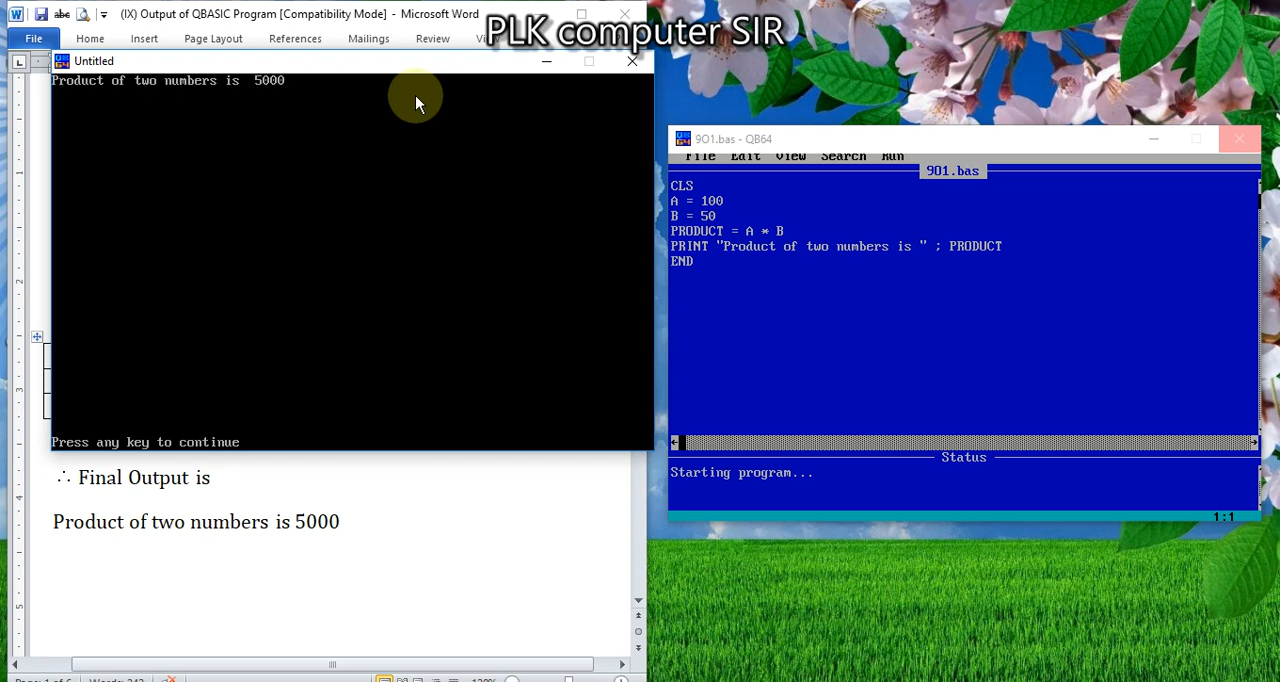 (IX) Output of QBASIC Program [Compatibility Mode] - Microsoft Word
PLK computer SIR
File Home Insert Page Layout References Mailings Review
Untitled
Product of two numbers is  5000
Press any key to continue
∴ Final Output is
Product of two numbers is 5000
9O1.bas - QB64
File Edit View Search Run
9O1.bas
CLS
A = 100
B = 50
PRODUCT = A * B
PRINT "Product of two numbers is " ; PRODUCT
END
Status
Starting program...
1:1